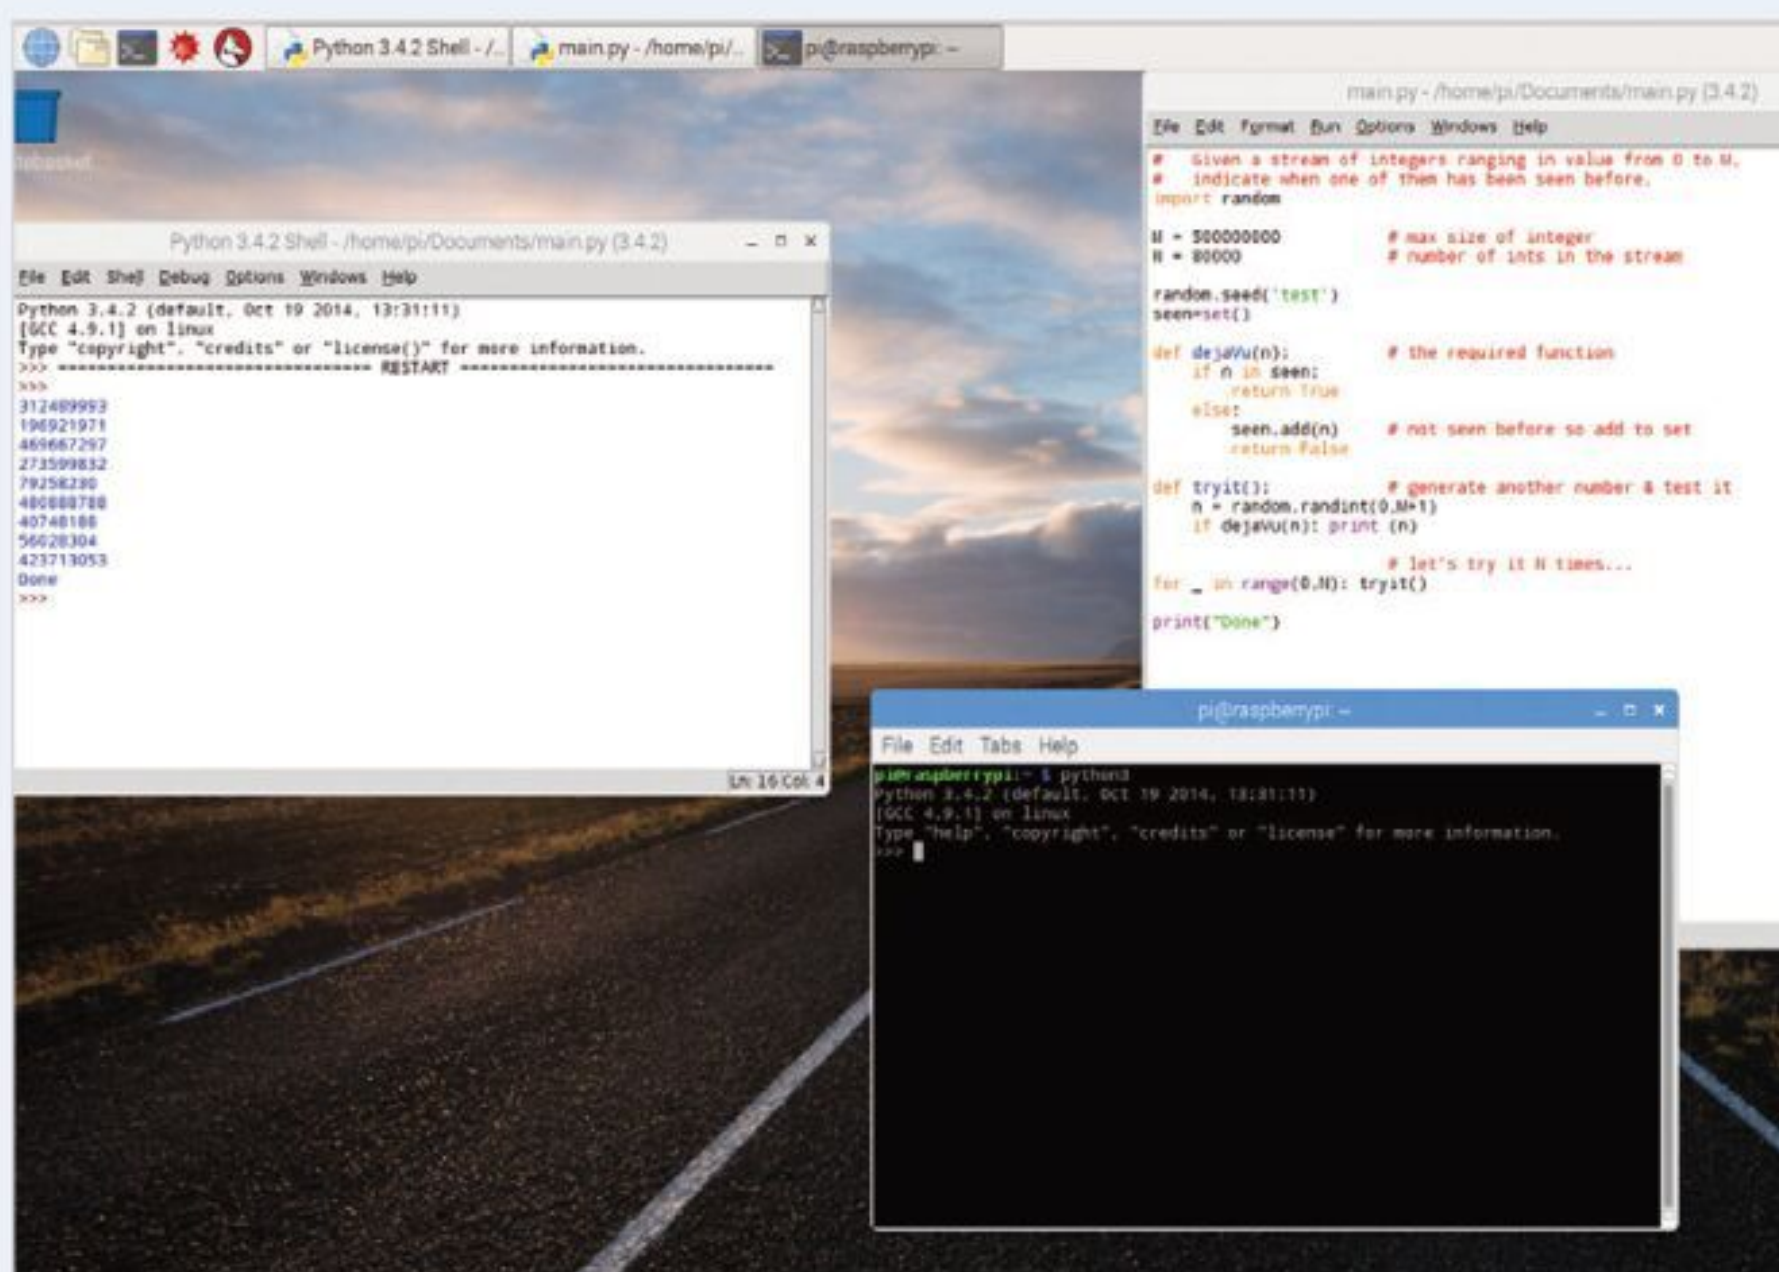 Python 3.4.2 Shell - /...
main.py - /home/pi/...
pi@raspberrypi: ~
Python 3.4.2 Shell - /home/pi/Documents/main.py (3.4.2)
File Edit Shell Debug Options Windows Help
Python 3.4.2 (default, Oct 19 2014, 13:31:11)
[GCC 4.9.1] on linux
Type "copyright", "credits" or "license()" for more information.
>>> ================================ RESTART ================================
>>>
312489993
196921971
469667297
273599832
79258230
480888788
40748188
56028304
423713053
Done
>>>
Ln: 16 Col: 4
main.py - /home/pi/Documents/main.py (3.4.2)
File Edit Format Run Options Windows Help
# Given a stream of integers ranging in value from 0 to M,
# indicate when one of them has been seen before.
import random
M = 500000000 # max size of integer
N = 80000 # number of ints in the stream
random.seed('test')
seen=set()
def dejaVu(n): # the required function
if n in seen:
return True
else:
seen.add(n) # not seen before so add to set
return False
def tryit(): # generate another number & test it
n = random.randint(0,M+1)
if dejaVu(n): print (n)
# let's try it N times...
for _ in range(0,N): tryit()
print("Done")
pi@raspberrypi: ~
File Edit Tabs Help
pi@raspberrypi:~ $ python3
Python 3.4.2 (default, Oct 19 2014, 13:31:11)
[GCC 4.9.1] on linux
Type "help", "copyright", "credits" or "license" for more information.
>>>